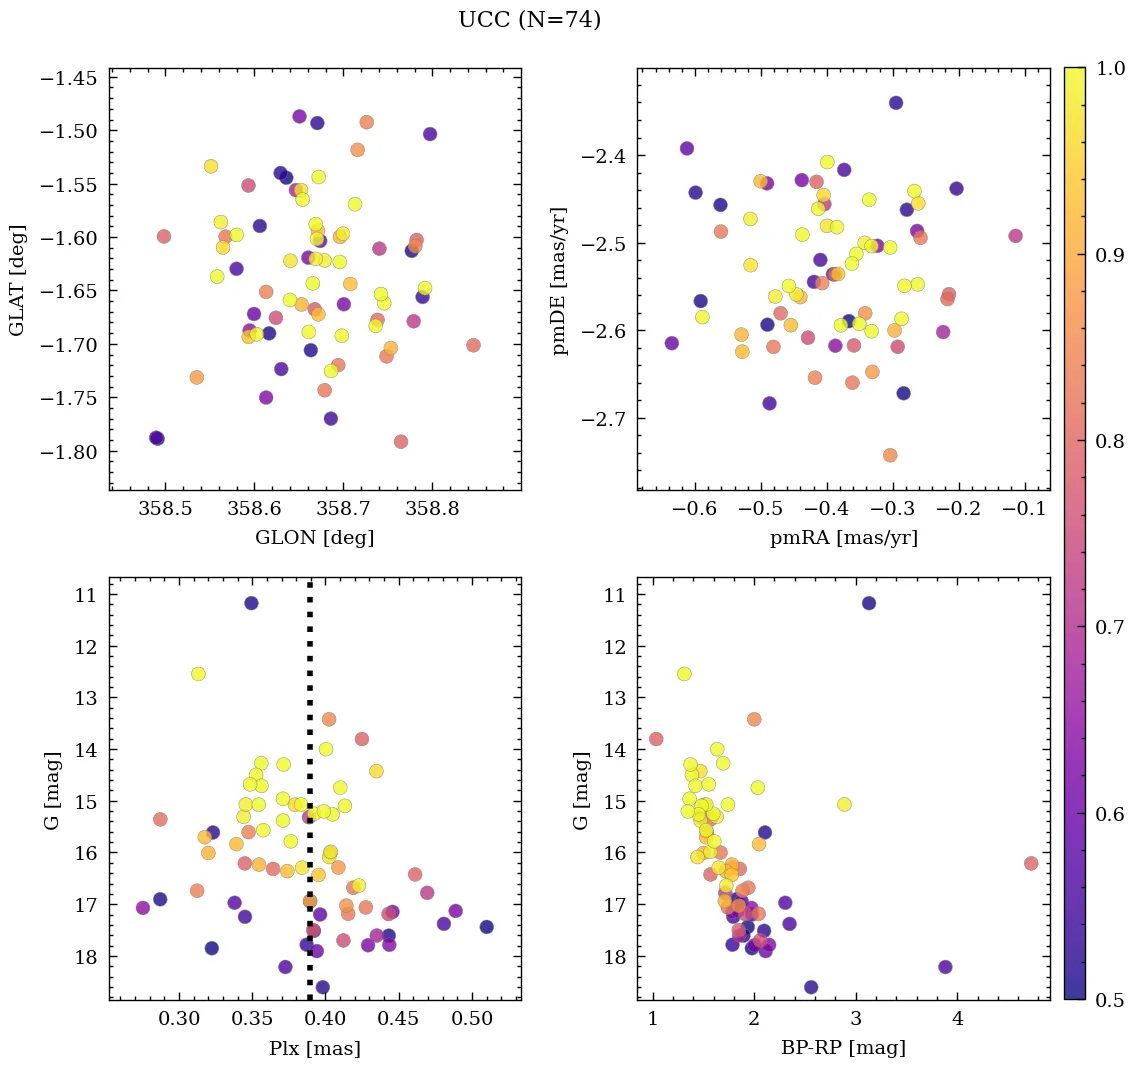 UCC (N=74)
−1.45
−1.50
−1.55
−1.60
−1.65
−1.70
−1.75
−1.80
GLAT [deg]
358.5 358.6 358.7 358.8
GLON [deg]
−2.4
−2.5
−2.6
−2.7
pmDE [mas/yr]
−0.6 −0.5 −0.4 −0.3 −0.2 −0.1
pmRA [mas/yr]
1.0
0.9
0.8
0.7
0.6
0.5
11
12
13
14
15
16
17
18
G [mag]
0.30 0.35 0.40 0.45 0.50
Plx [mas]
11
12
13
14
15
16
17
18
G [mag]
1 2 3 4
BP-RP [mag]